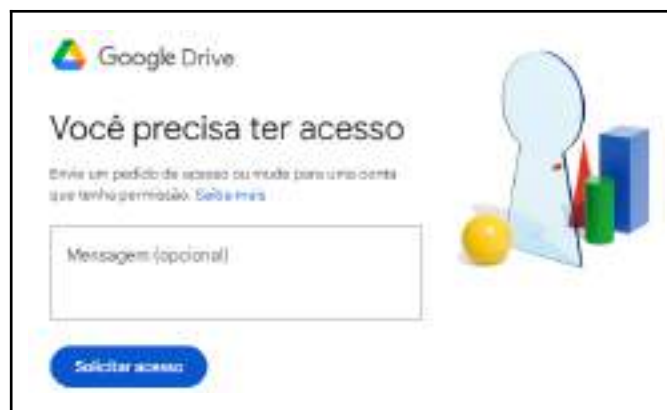 Google Drive
Você precisa ter acesso
Envie um pedido de acesso ou mude para uma conta
que tenha permissão. Saiba mais
Mensagem (opcional)
Solicitar acesso